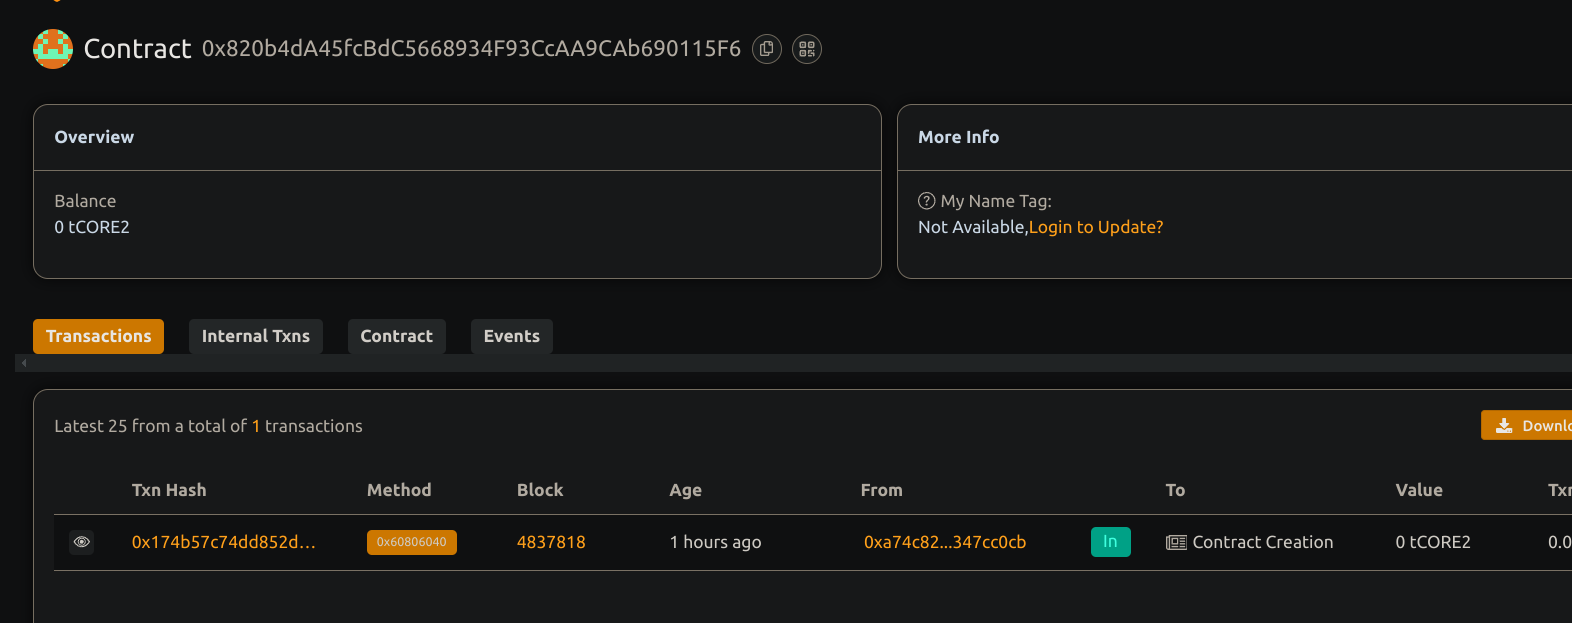 Contract 0x820b4dA45fcBdC5668934F93CcAA9CAb690115F6
Overview
Balance
0 tCORE2
More Info
My Name Tag:
Not Available,Login to Update?
Transactions Internal Txns Contract Events
Latest 25 from a total of 1 transactions
Downlo
Txn Hash Method Block Age From To Value Txn
0x174b57c74dd852d... 0x60806040 4837818 1 hours ago 0xa74c82...347cc0cb In Contract Creation 0 tCORE2 0.0